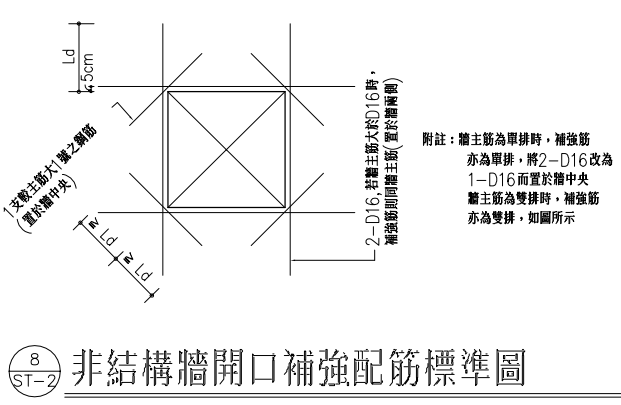 Ld
4.5cm
1支較主筋大1號之鋼筋
(置於牆中央)
≥Ld
≥Ld
2-D16,若牆主筋大於D16時,
補強筋則同牆主筋(置於牆兩側)
附註:牆主筋為單排時,補強筋
亦為單排,將2-D16改為
1-D16而置於牆中央
牆主筋為雙排時,補強筋
亦為雙排,如圖所示
8
ST-2
非結構牆開口補強配筋標準圖